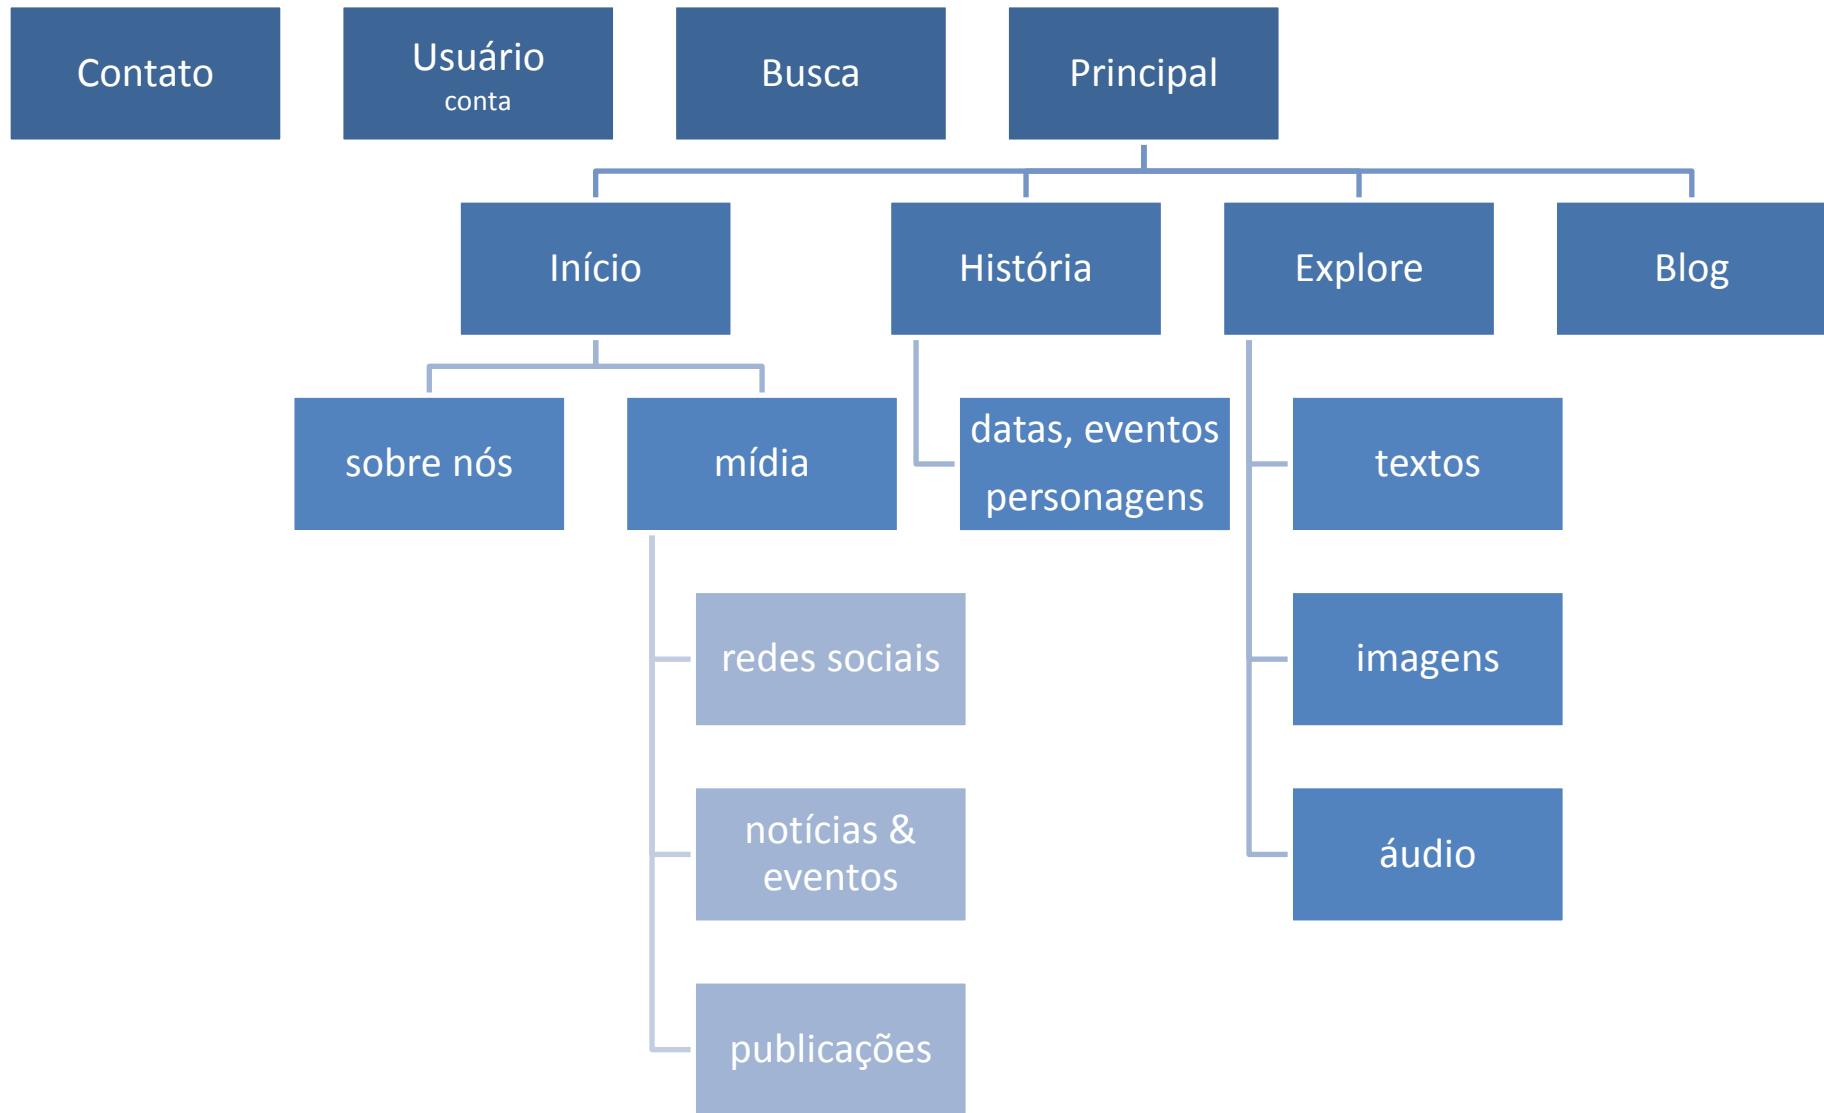 Contato
Usuário
conta
Busca
Principal
Início
História
Explore
Blog
sobre nós
mídia
datas, eventos
personagens
textos
redes sociais
imagens
notícias &
eventos
áudio
publicações